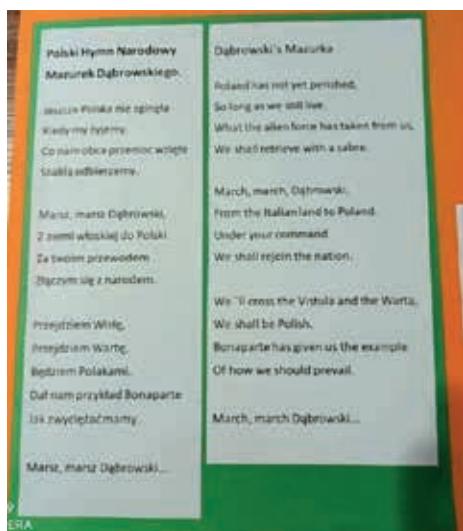 Polski Hymn Narodowy
Mazurek Dąbrowskiego.
Jeszcze Polska nie zginęła
Kiedy my żyjemy.
Co nam obca przemoc wzięła
Szablą odbierzemy.
Marsz, marsz Dąbrowski,
Z ziemi włoskiej do Polski.
Za twoim przewodem
Złączym się z narodem.
Przejdziem Wisłę,
Przejdziem Wartę,
Będziem Polakami.
Dał nam przykład Bonaparte
Jak zwyciężać mamy.
Marsz, marsz Dąbrowski...
Dąbrowski´s Mazurka
Poland has not yet perished,
So long as we still live.
What the alien force has taken from us,
We shall retrieve with a sabre.
March, march, Dąbrowski,
From the Italian land to Poland.
Under your command
We shall rejoin the nation.
We ´ll cross the Vistula and the Warta,
We shall be Polish.
Bonaparte has given us the example
Of how we should prevail.
March, march Dąbrowski...
ERA